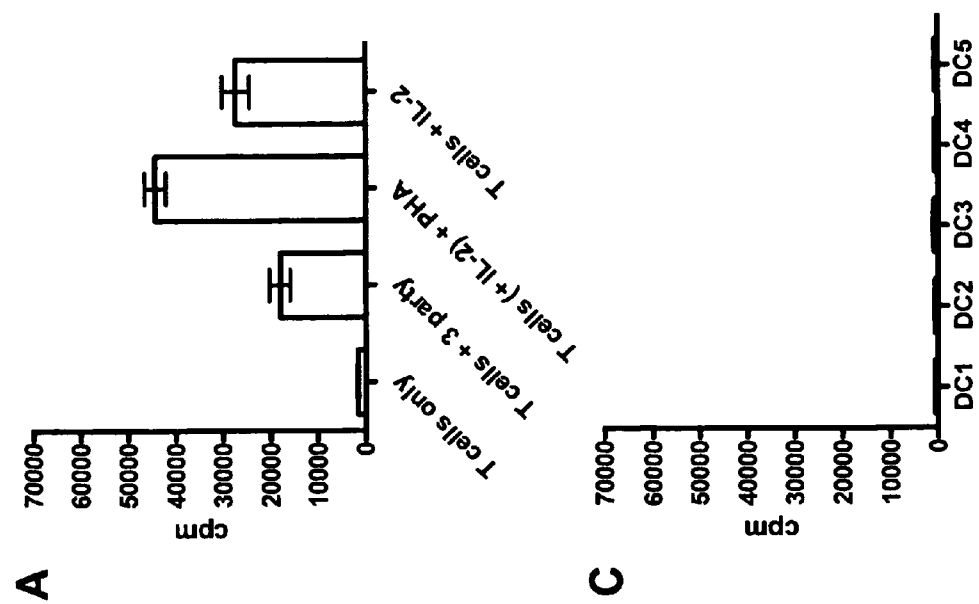 A
70000
60000
50000
40000
30000
20000
10000
0
cpm
T cells only
T cells + 3 party
T cells (+ IL-2) + PHA
T cells + IL-2
C
70000
60000
50000
40000
30000
20000
10000
0
cpm
DC1
DC2
DC3
DC4
DC5